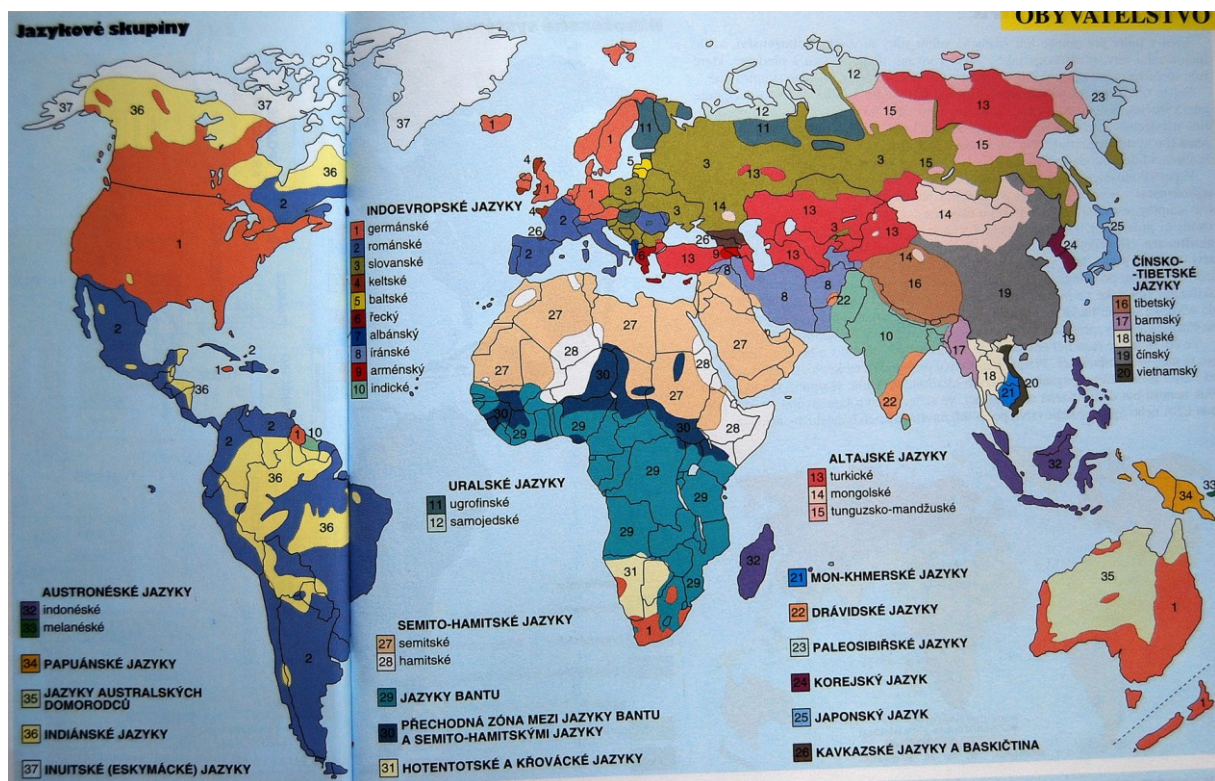 OBYVATELSTVO
Jazykové skupiny
INDOEVROPSKÉ JAZYKY
1 germánské
2 románské
3 slovanské
4 keltské
5 baltské
6 řecký
7 albánský
8 íránské
9 arménský
10 indické
ČÍNSKO-
-TIBETSKÉ
JAZYKY
16 tibetský
17 barmský
18 thajské
19 čínský
20 vietnamský
URALSKÉ JAZYKY
11 ugrofinské
12 samojedské
ALTAJSKÉ JAZYKY
13 turkické
14 mongolské
15 tunguzsko-mandžuské
AUSTRONÉSKÉ JAZYKY
32 indonéské
33 melanéské
34 PAPUÁNSKÉ JAZYKY
35 JAZYKY AUSTRALSKÝCH
DOMORODCŮ
36 INDIÁNSKÉ JAZYKY
37 INUITSKÉ (ESKYMÁCKÉ) JAZYKY
SEMITO-HAMITSKÉ JAZYKY
27 semitské
28 hamitské
29 JAZYKY BANTU
30 PŘECHODNÁ ZÓNA MEZI JAZYKY BANTU
A SEMITO-HAMITSKÝMI JAZYKY
31 HOTENTOTSKÉ A KŘOVÁCKÉ JAZYKY
21 MON-KHMERSKÉ JAZYKY
22 DRÁVIDSKÉ JAZYKY
23 PALEOSIBIŘSKÉ JAZYKY
24 KOREJSKÝ JAZYK
25 JAPONSKÝ JAZYK
26 KAVKAZSKÉ JAZYKY A BASKIČTINA